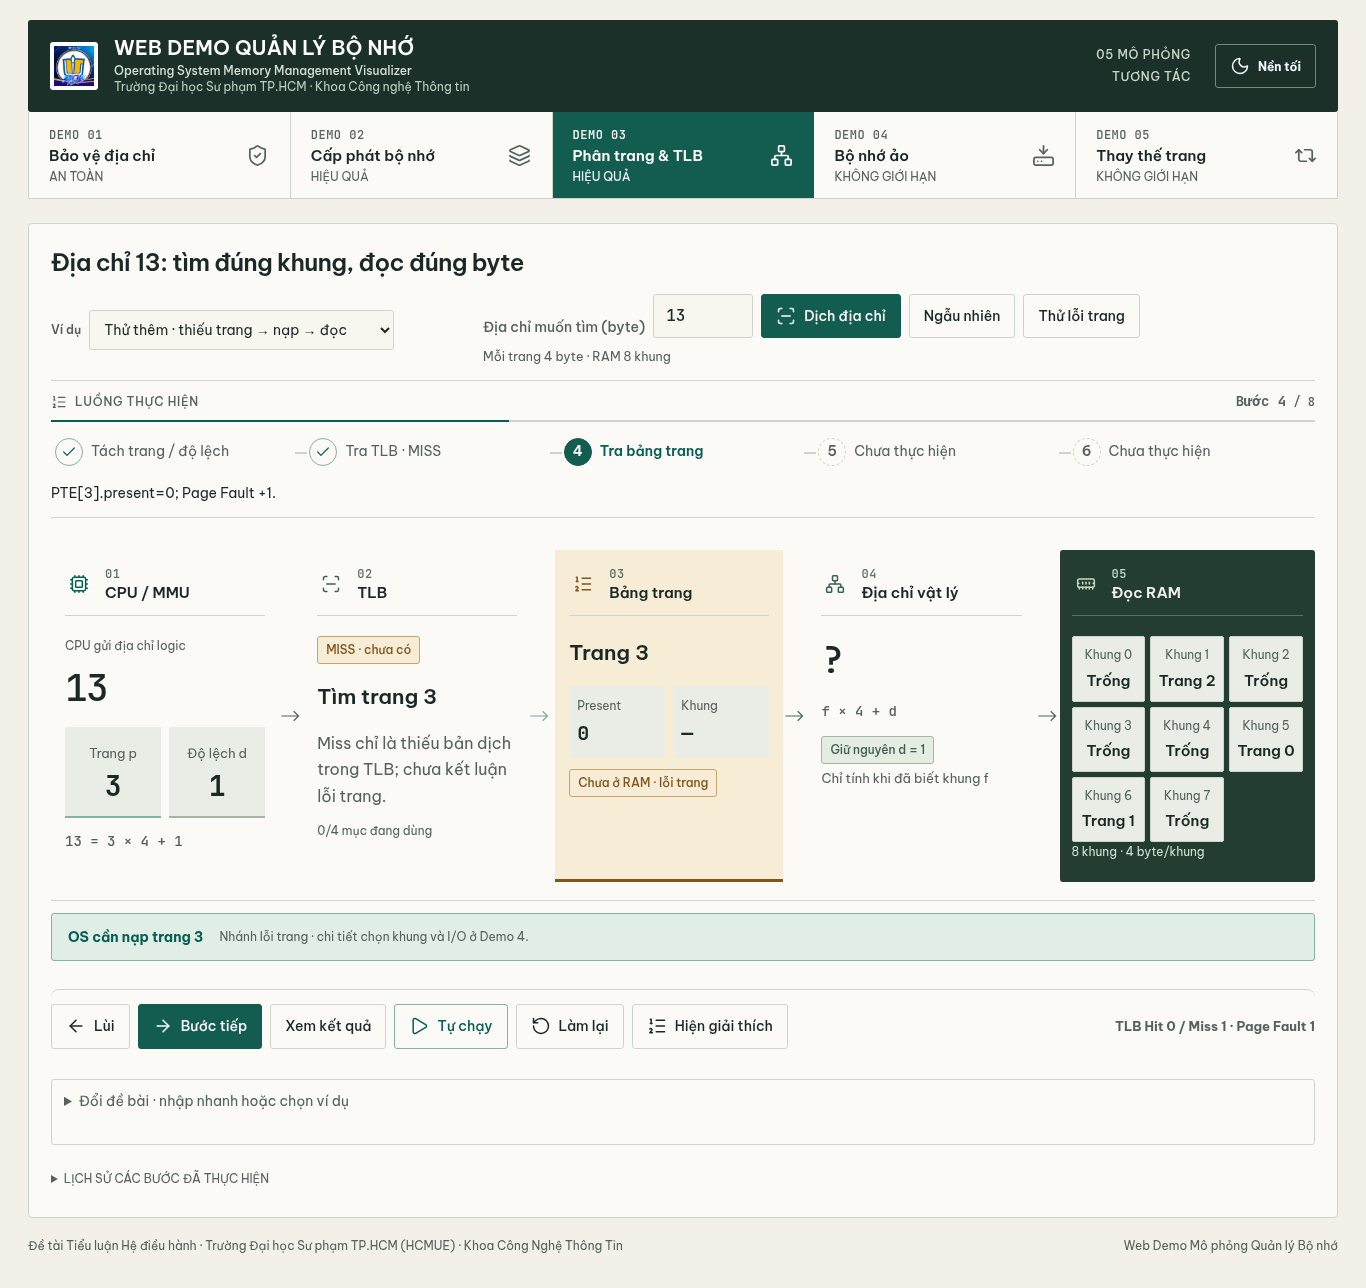 WEB DEMO QUẢN LÝ BỘ NHỚ
Operating System Memory Management Visualizer
Trường Đại học Sư phạm TP.HCM · Khoa Công nghệ Thông tin
05 MÔ PHỎNG
TƯƠNG TÁC
Nền tối
DEMO 01
Bảo vệ địa chỉ
AN TOÀN
DEMO 02
Cấp phát bộ nhớ
HIỆU QUẢ
DEMO 03
Phân trang & TLB
HIỆU QUẢ
DEMO 04
Bộ nhớ ảo
KHÔNG GIỚI HẠN
DEMO 05
Thay thế trang
KHÔNG GIỚI HẠN
Địa chỉ 13: tìm đúng khung, đọc đúng byte
Ví dụ
Thử thêm · thiếu trang → nạp → đọc
Địa chỉ muốn tìm (byte)
13
Dịch địa chỉ
Ngẫu nhiên
Thử lỗi trang
Mỗi trang 4 byte · RAM 8 khung
LUỒNG THỰC HIỆN
Bước 4 / 8
Tách trang / độ lệch
Tra TLB · MISS
4 Tra bảng trang
5 Chưa thực hiện
6 Chưa thực hiện
PTE[3].present=0; Page Fault +1.
01
CPU / MMU
CPU gửi địa chỉ logic
13
Trang p
3
Độ lệch d
1
13 = 3 × 4 + 1
02
TLB
MISS · chưa có
Tìm trang 3
Miss chỉ là thiếu bản dịch
trong TLB; chưa kết luận
lỗi trang.
0/4 mục đang dùng
03
Bảng trang
Trang 3
Present
0
Khung
—
Chưa ở RAM · lỗi trang
04
Địa chỉ vật lý
?
f × 4 + d
Giữ nguyên d = 1
Chỉ tính khi đã biết khung f
05
Đọc RAM
Khung 0
Trống
Khung 1
Trang 2
Khung 2
Trống
Khung 3
Trống
Khung 4
Trống
Khung 5
Trang 0
Khung 6
Trang 1
Khung 7
Trống
8 khung · 4 byte/khung
OS cần nạp trang 3
Nhánh lỗi trang · chi tiết chọn khung và I/O ở Demo 4.
Lùi
Bước tiếp
Xem kết quả
Tự chạy
Làm lại
Hiện giải thích
TLB Hit 0 / Miss 1 · Page Fault 1
Đổi đề bài · nhập nhanh hoặc chọn ví dụ
LỊCH SỬ CÁC BƯỚC ĐÃ THỰC HIỆN
Đề tài Tiểu luận Hệ điều hành · Trường Đại học Sư phạm TP.HCM (HCMUE) · Khoa Công Nghệ Thông Tin
Web Demo Mô phỏng Quản lý Bộ nhớ